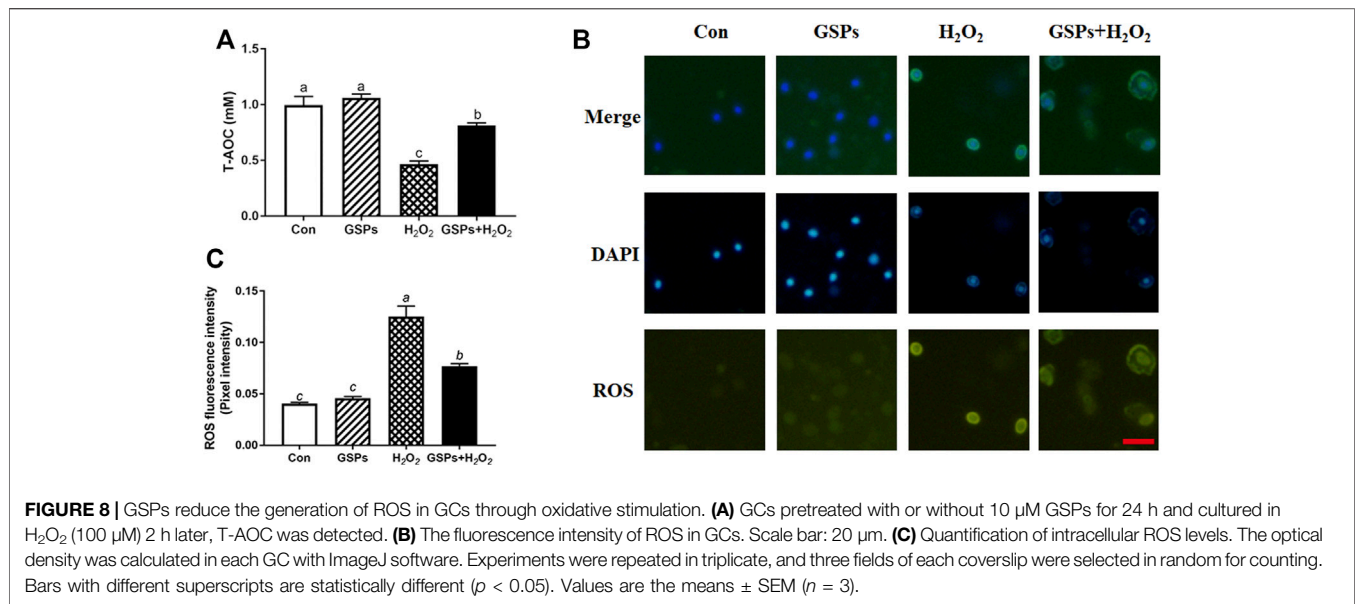 A
T-AOC (mM)
1.5
1.0
0.5
0.0
a
a
c
b
Con
GSPs
H₂O₂
GSPs+H₂O₂
B
Con
GSPs
H₂O₂
GSPs+H₂O₂
Merge
DAPI
ROS
C
ROS fluorescence intensity
(Pixel intensity)
0.15
0.10
0.05
0.00
c
c
a
b
Con
GSPs
H₂O₂
GSPs+H₂O₂
FIGURE 8 | GSPs reduce the generation of ROS in GCs through oxidative stimulation. (A) GCs pretreated with or without 10 µM GSPs for 24 h and cultured in
H₂O₂ (100 µM) 2 h later, T-AOC was detected. (B) The fluorescence intensity of ROS in GCs. Scale bar: 20 µm. (C) Quantification of intracellular ROS levels. The optical
density was calculated in each GC with ImageJ software. Experiments were repeated in triplicate, and three fields of each coverslip were selected in random for counting.
Bars with different superscripts are statistically different (p < 0.05). Values are the means ± SEM (n = 3).